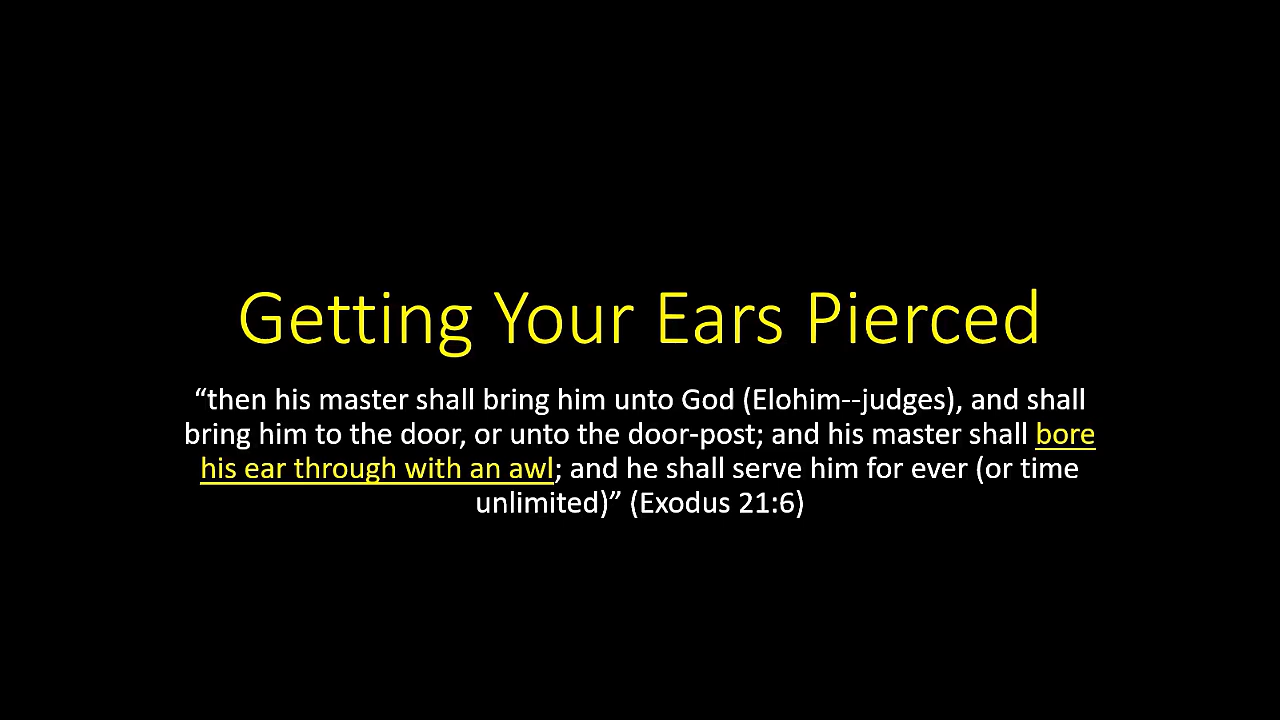 Getting Your Ears Pierced
“then his master shall bring him unto God (Elohim--judges), and shall
bring him to the door, or unto the door-post; and his master shall bore
his ear through with an awl; and he shall serve him for ever (or time
unlimited)” (Exodus 21:6)